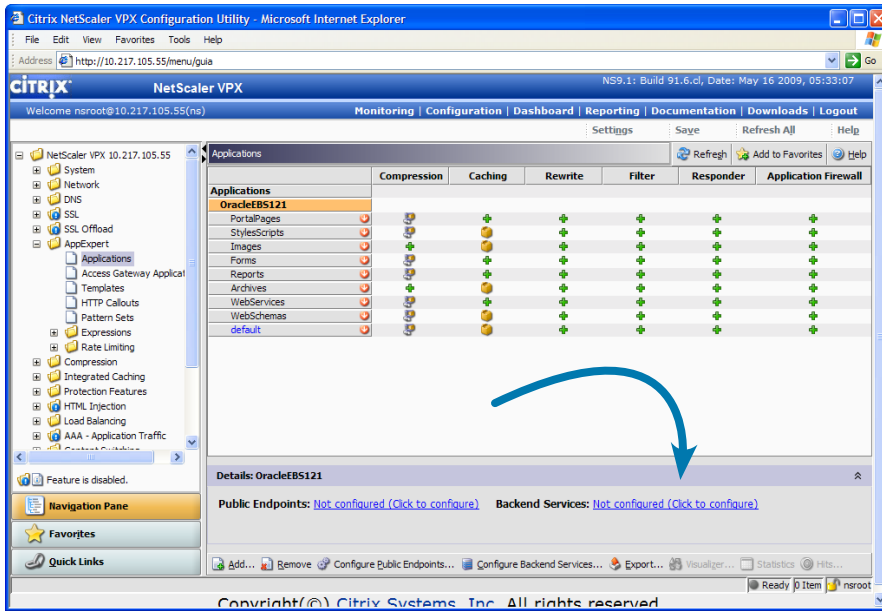 Citrix NetScaler VPX Configuration Utility - Microsoft Internet Explorer
File Edit View Favorites Tools Help
Address http://10.217.105.55/menu/guia Go
CITRIX NetScaler VPX NS9.1: Build 91.6.cl, Date: May 16 2009, 05:33:07
Welcome nsroot@10.217.105.55(ns) Monitoring | Configuration | Dashboard | Reporting | Documentation | Downloads | Logout
Settings Save Refresh All Help
NetScaler VPX 10.217.105.55
System
Network
DNS
SSL
SSL Offload
AppExpert
Applications
Access Gateway Applicat
Templates
HTTP Callouts
Pattern Sets
Expressions
Rate Limiting
Compression
Integrated Caching
Protection Features
HTML Injection
Load Balancing
AAA - Application Traffic
Content Switching
Feature is disabled.
Navigation Pane
Favorites
Quick Links
Applications Refresh Add to Favorites Help
Compression Caching Rewrite Filter Responder Application Firewall
Applications
OracleEBS121
PortalPages
StylesScripts
Images
Forms
Reports
Archives
WebServices
WebSchemas
default
Details: OracleEBS121
Public Endpoints: Not configured (Click to configure) Backend Services: Not configured (Click to configure)
Add... Remove Configure Public Endpoints... Configure Backend Services... Export... Visualizer... Statistics Hits...
Ready 0 Item nsroot
Copyright(©) Citrix Systems, Inc. All rights reserved